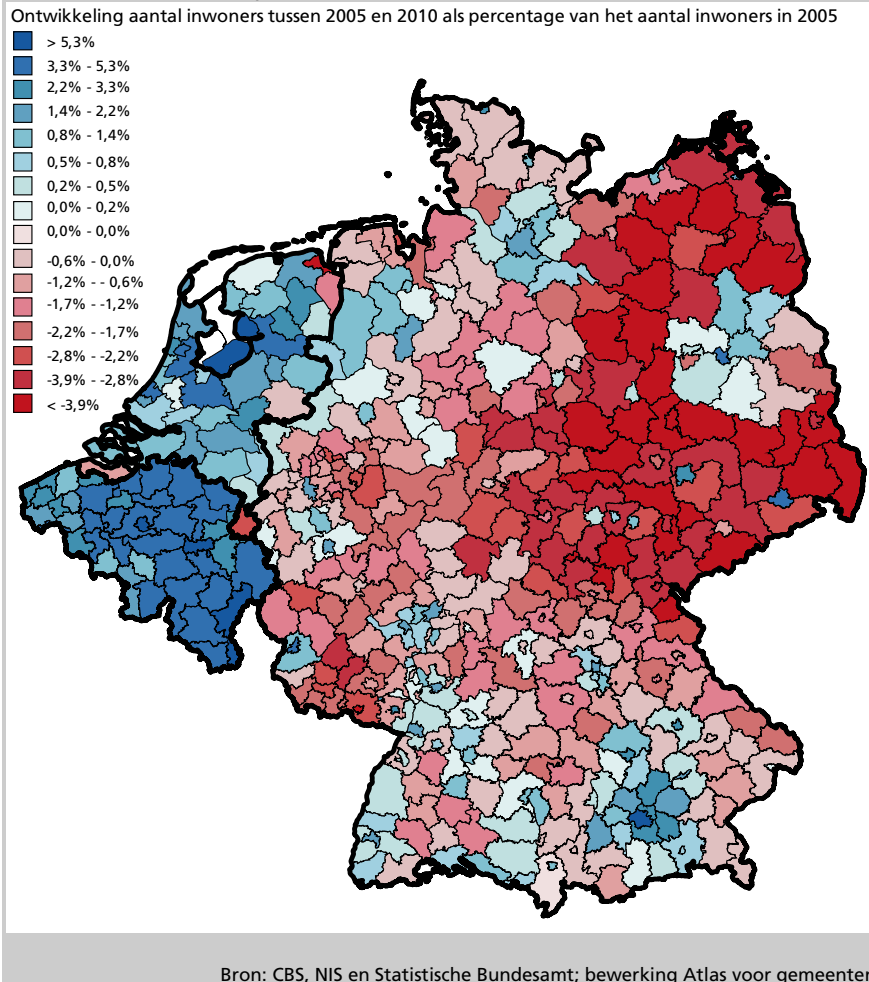 Ontwikkeling aantal inwoners tussen 2005 en 2010 als percentage van het aantal inwoners in 2005
> 5,3%
3,3% - 5,3%
2,2% - 3,3%
1,4% - 2,2%
0,8% - 1,4%
0,5% - 0,8%
0,2% - 0,5%
0,0% - 0,2%
0,0% - 0,0%
-0,6% - 0,0%
-1,2% - -0,6%
-1,7% - -1,2%
-2,2% - -1,7%
-2,8% - -2,2%
-3,9% - -2,8%
< -3,9%
Bron: CBS, NIS en Statistische Bundesamt; bewerking Atlas voor gemeenten